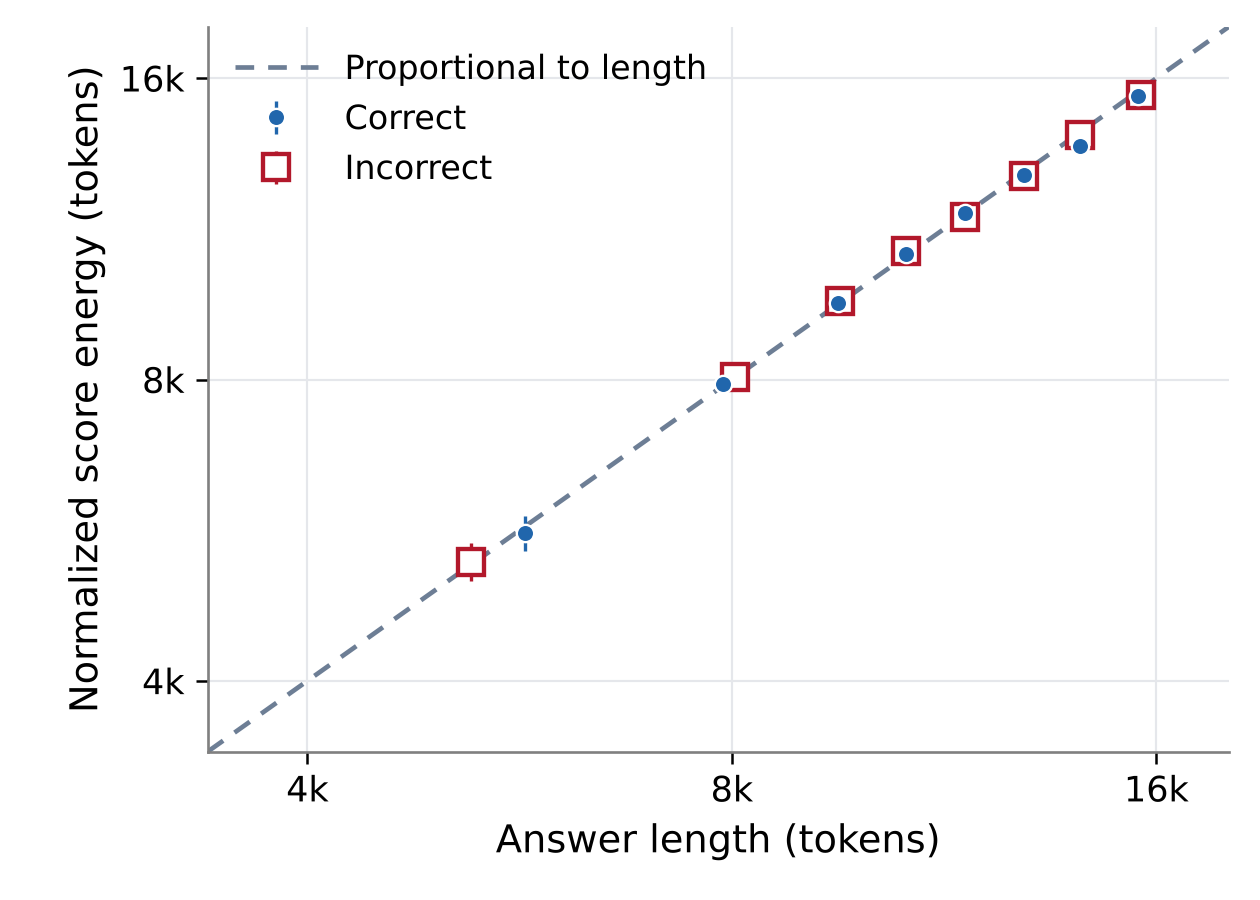 Proportional to length
Correct
Incorrect
Normalized score energy (tokens)
16k
8k
4k
4k
8k
16k
Answer length (tokens)